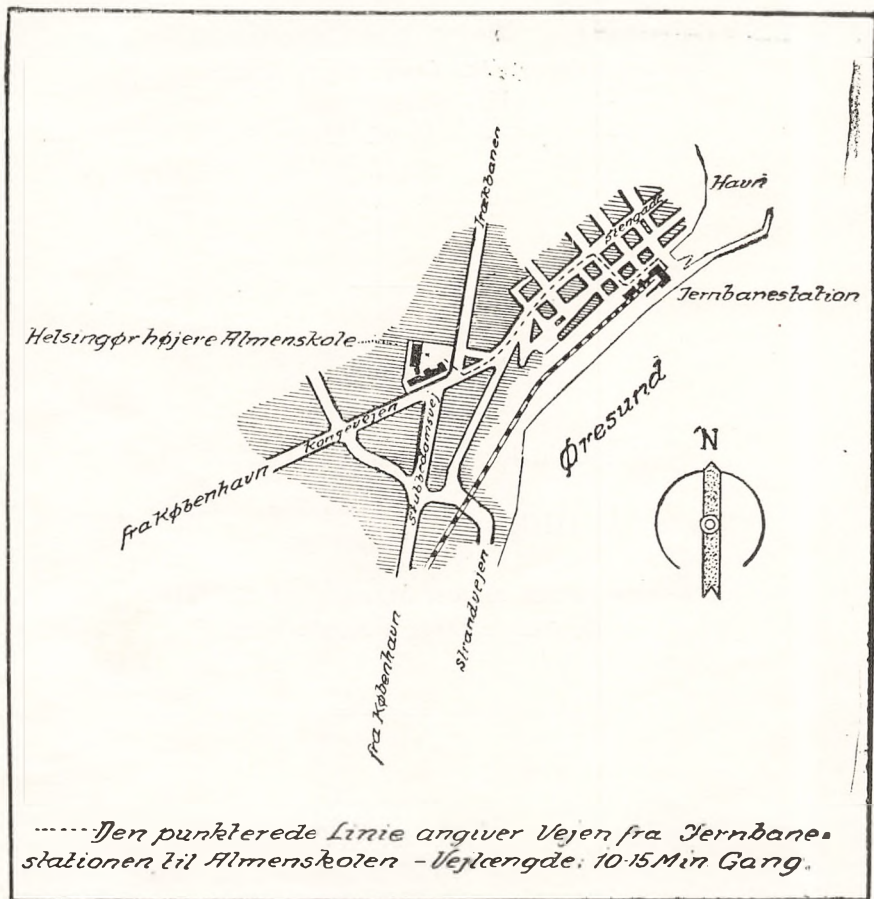 Trækbanen
Havn
Stengade
Jernbanestation
Helsingør højere Almenskole
Øresund
N
Kongevejen
Stubbedamsvej
fra København
Strandvejen
fra København
Den punkterede Linie angiver Vejen fra Jernbane-
stationen til Almenskolen - Vejlængde: 10-15 Min Gang.